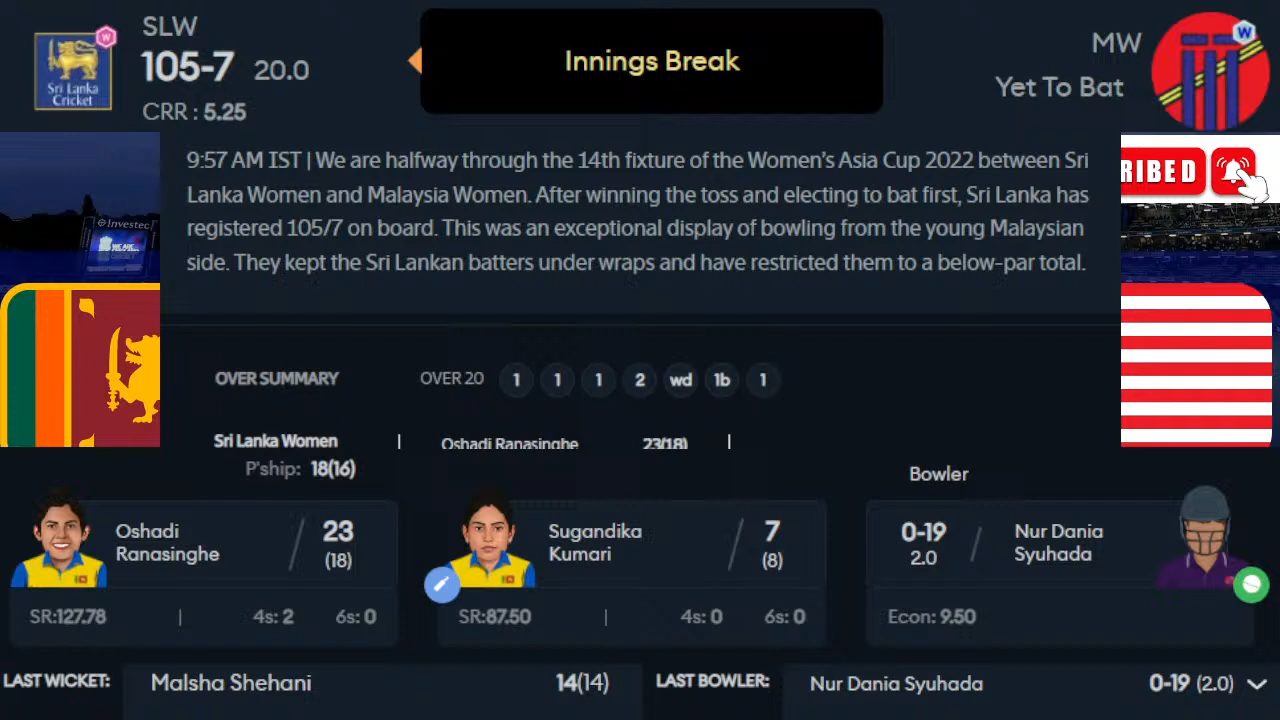 SLW
105-7 20.0
CRR : 5.25
Sri Lanka
Cricket
W
Innings Break
MW
Yet To Bat
W
9:57 AM IST | We are halfway through the 14th fixture of the Women's Asia Cup 2022 between Sri
Lanka Women and Malaysia Women. After winning the toss and electing to bat first, Sri Lanka has
registered 105/7 on board. This was an exceptional display of bowling from the young Malaysian
side. They kept the Sri Lankan batters under wraps and have restricted them to a below-par total.
Investec
RIBED
OVER SUMMARY OVER 20 1 1 1 2 wd 1b 1
Sri Lanka Women | Oshadi Ranasinghe 23(18) |
P'ship: 18(16)
Bowler
Oshadi
Ranasinghe
23
(18)
SR:127.78 | 4s: 2 6s: 0
Sugandika
Kumari
7
(8)
SR:87.50 | 4s: 0 6s: 0
0-19
2.0
Nur Dania
Syuhada
Econ: 9.50
LAST WICKET: Malsha Shehani 14(14)
LAST BOWLER: Nur Dania Syuhada 0-19 (2.0)